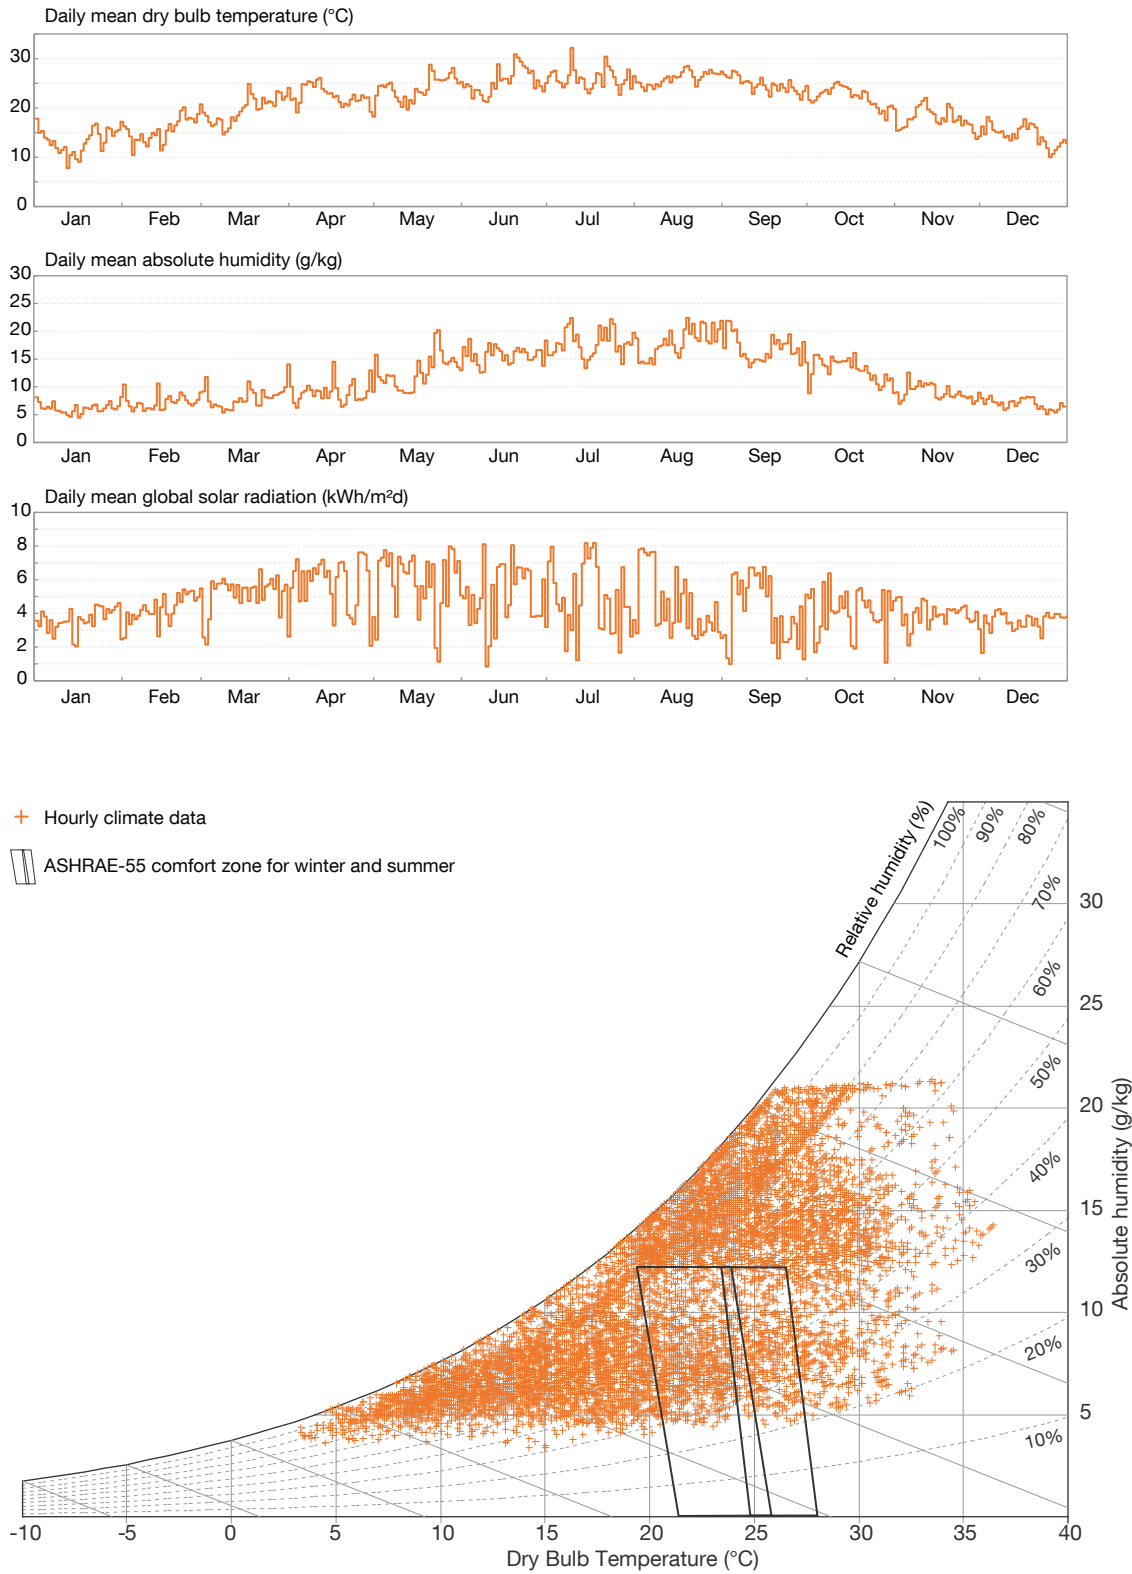 Daily mean dry bulb temperature (°C)
30
20
10
0
Jan Feb Mar Apr May Jun Jul Aug Sep Oct Nov Dec
Daily mean absolute humidity (g/kg)
30
25
20
15
10
5
0
Jan Feb Mar Apr May Jun Jul Aug Sep Oct Nov Dec
Daily mean global solar radiation (kWh/m²d)
10
8
6
4
2
0
Jan Feb Mar Apr May Jun Jul Aug Sep Oct Nov Dec
Hourly climate data
ASHRAE-55 comfort zone for winter and summer
Relative humidity (%)
100%
90%
80%
70%
60%
50%
40%
30%
20%
10%
30
25
20
15
10
5
Absolute humidity (g/kg)
-10 -5 0 5 10 15 20 25 30 35 40
Dry Bulb Temperature (°C)